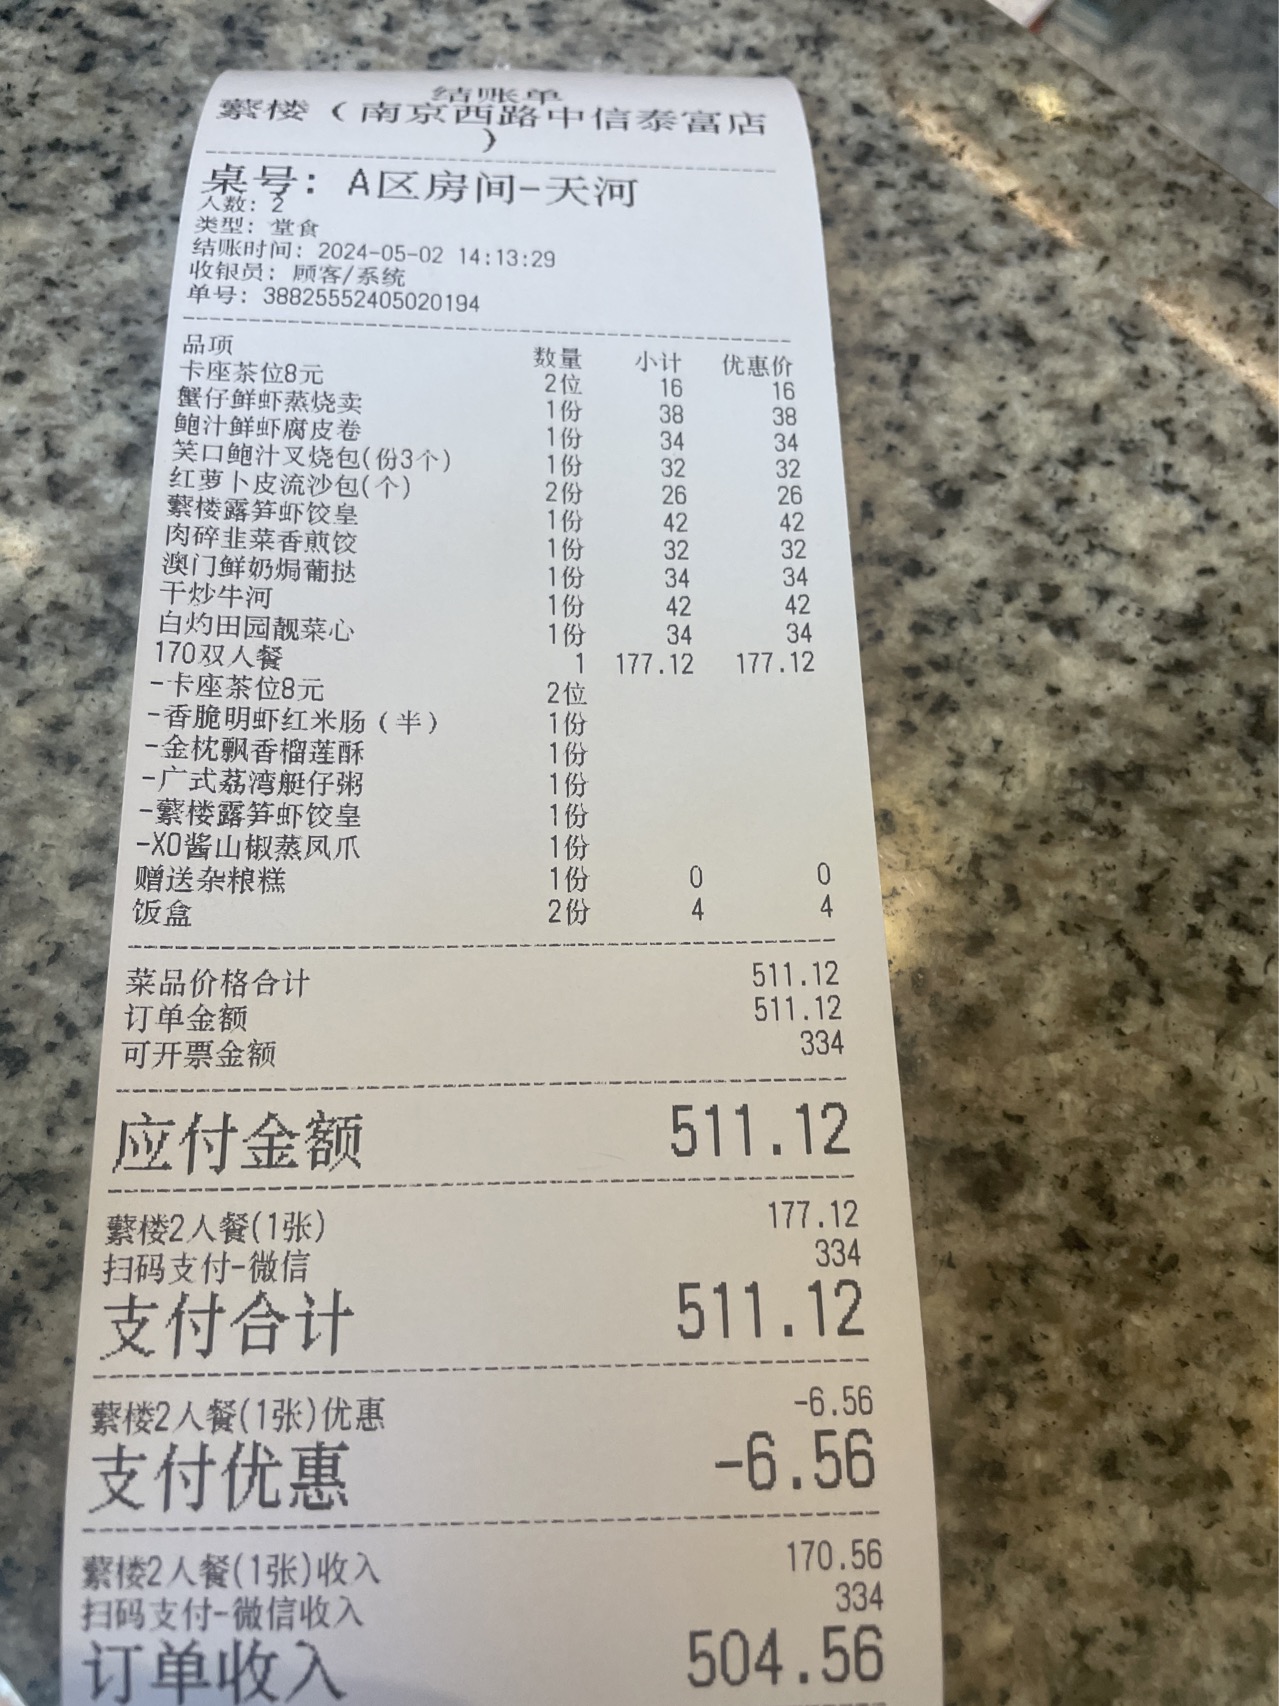 结账单
蘩楼（南京西路中信泰富店
）
桌号：A区房间-天河
人数：2
类型：堂食
结账时间：2024-05-02 14:13:29
收银员：顾客/系统
单号：38825552405020194
品项 数量 小计 优惠价
卡座茶位8元 2位 16 16
蟹仔鲜虾蒸烧卖 1份 38 38
鲍汁鲜虾腐皮卷 1份 34 34
笑口鲍汁叉烧包(份3个) 1份 32 32
红萝卜皮流沙包(个) 2份 26 26
蘩楼露笋虾饺皇 1份 42 42
肉碎韭菜香煎饺 1份 32 32
澳门鲜奶焗葡挞 1份 34 34
干炒牛河 1份 42 42
白灼田园靓菜心 1份 34 34
170双人餐 1 177.12 177.12
-卡座茶位8元 2位
-香脆明虾红米肠（半） 1份
-金枕飘香榴莲酥 1份
-广式荔湾艇仔粥 1份
-蘩楼露笋虾饺皇 1份
-XO酱山椒蒸凤爪 1份
赠送杂粮糕 1份 0 0
饭盒 2份 4 4
菜品价格合计 511.12
订单金额 511.12
可开票金额 334
应付金额 511.12
蘩楼2人餐(1张) 177.12
扫码支付-微信 334
支付合计 511.12
蘩楼2人餐(1张)优惠 -6.56
支付优惠 -6.56
蘩楼2人餐(1张)收入 170.56
扫码支付-微信收入 334
订单收入 504.56